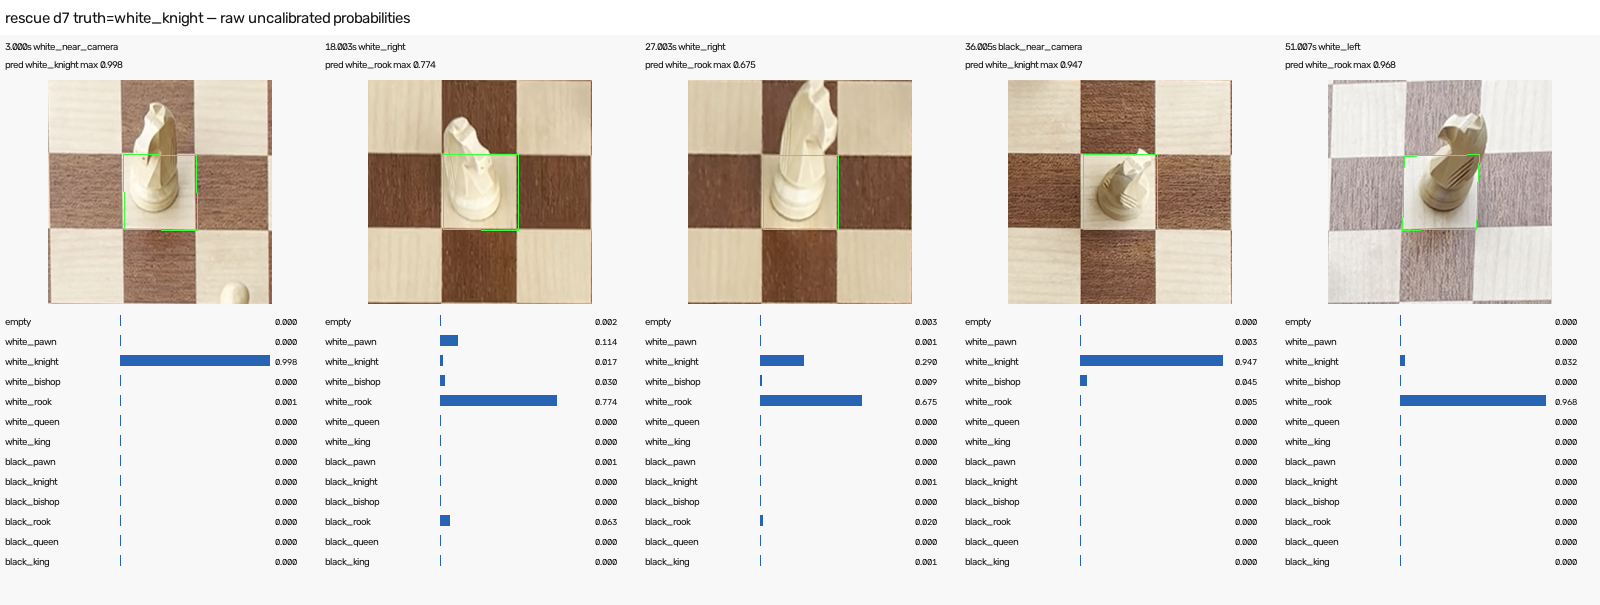 rescue d7 truth=white_knight — raw uncalibrated probabilities
3.000s white_near_camera
pred white_knight max 0.998
empty 0.000
white_pawn 0.000
white_knight 0.998
white_bishop 0.000
white_rook 0.001
white_queen 0.000
white_king 0.000
black_pawn 0.000
black_knight 0.000
black_bishop 0.000
black_rook 0.000
black_queen 0.000
black_king 0.000
18.003s white_right
pred white_rook max 0.774
empty 0.002
white_pawn 0.114
white_knight 0.017
white_bishop 0.030
white_rook 0.774
white_queen 0.000
white_king 0.000
black_pawn 0.001
black_knight 0.000
black_bishop 0.000
black_rook 0.063
black_queen 0.000
black_king 0.000
27.003s white_right
pred white_rook max 0.675
empty 0.003
white_pawn 0.001
white_knight 0.290
white_bishop 0.009
white_rook 0.675
white_queen 0.000
white_king 0.000
black_pawn 0.000
black_knight 0.001
black_bishop 0.000
black_rook 0.020
black_queen 0.000
black_king 0.001
36.005s black_near_camera
pred white_knight max 0.947
empty 0.000
white_pawn 0.003
white_knight 0.947
white_bishop 0.045
white_rook 0.005
white_queen 0.000
white_king 0.000
black_pawn 0.000
black_knight 0.000
black_bishop 0.000
black_rook 0.000
black_queen 0.000
black_king 0.000
51.007s white_left
pred white_rook max 0.968
empty 0.000
white_pawn 0.000
white_knight 0.032
white_bishop 0.000
white_rook 0.968
white_queen 0.000
white_king 0.000
black_pawn 0.000
black_knight 0.000
black_bishop 0.000
black_rook 0.000
black_queen 0.000
black_king 0.000